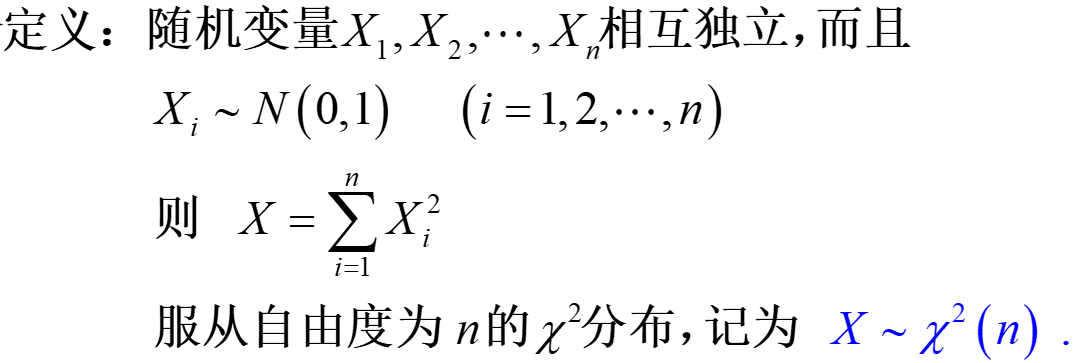 定义：随机变量X₁, X₂, ⋯, Xₙ相互独立, 而且
Xᵢ ~ N(0,1) (i = 1, 2, ⋯, n)
则 X = ∑ᵢ₌₁ⁿ Xᵢ²
服从自由度为 n的 χ²分布, 记为 X ~ χ²(n) .